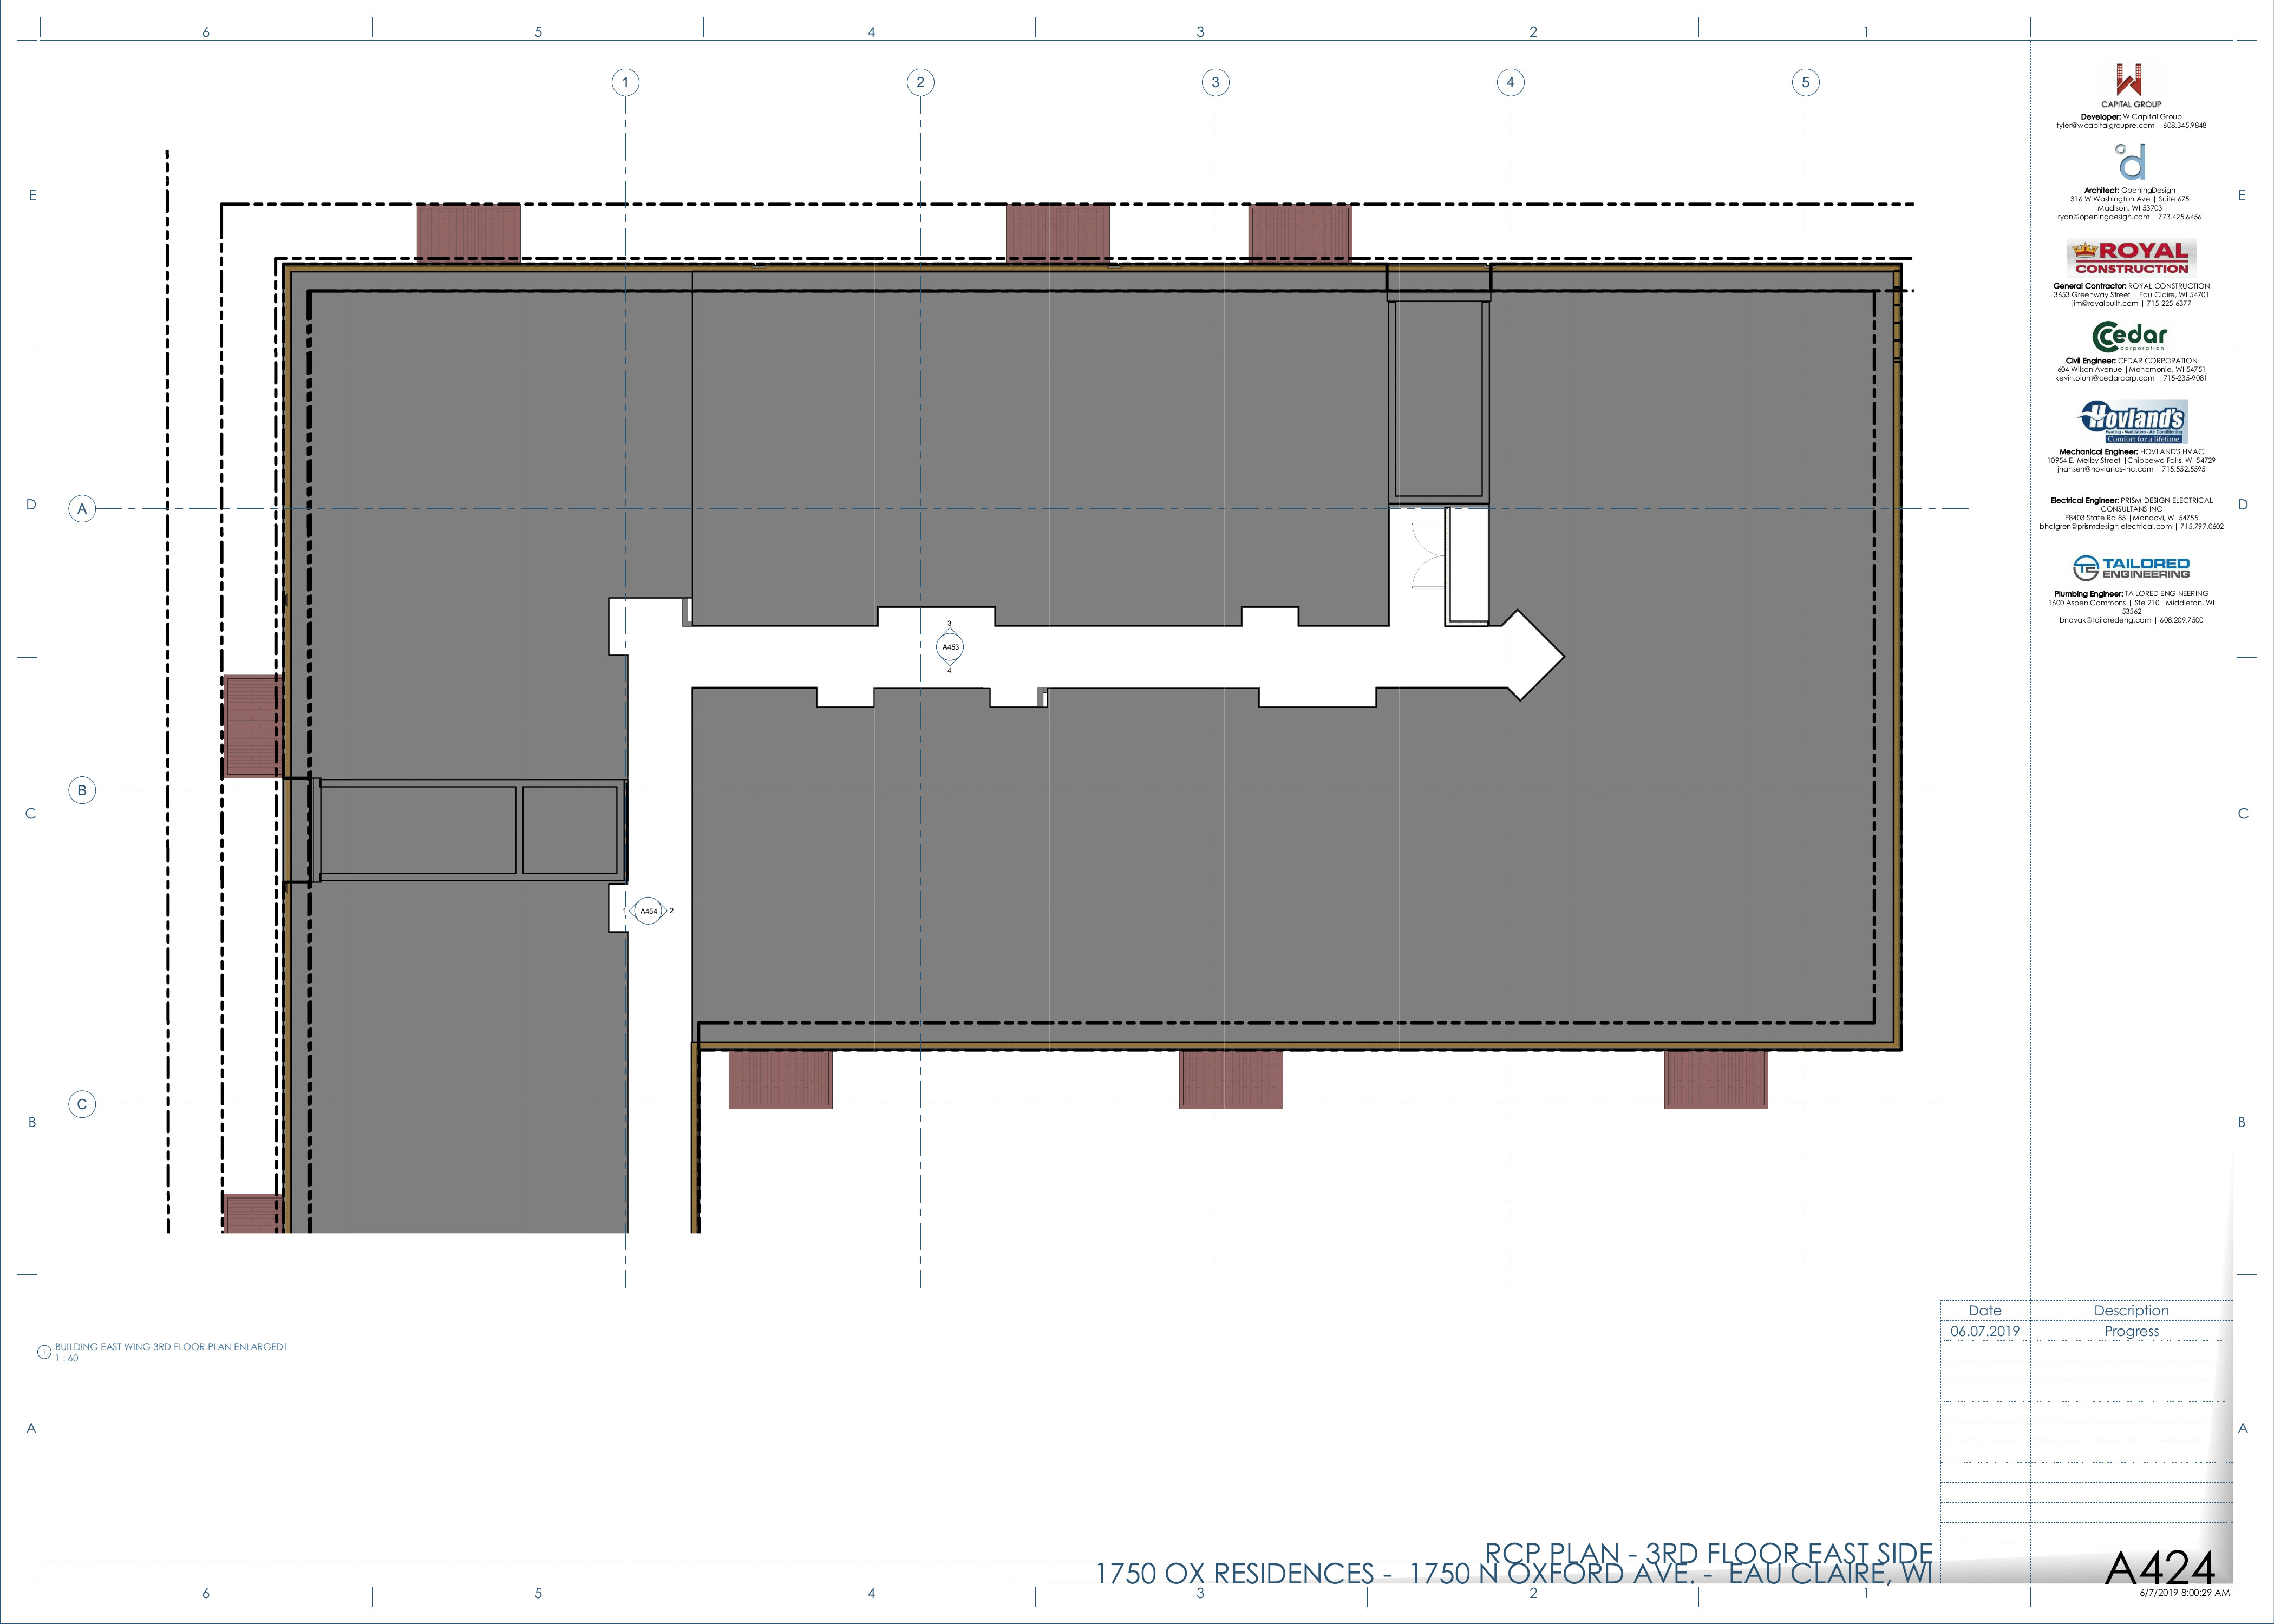 6 5 4 3 2 1
1 2 3 4 5
E E
D D
C C
B B
A A
A
B
C
3
A453
4
1 A454 2
CAPITAL GROUP
Developer: W Capital Group
tyler@wcapitalgroupre.com | 608.345.9848
d
Architect: OpeningDesign
316 W Washington Ave | Suite 675
Madison, WI 53703
ryan@openingdesign.com | 773.425.6456
ROYAL
CONSTRUCTION
General Contractor: ROYAL CONSTRUCTION
3653 Greenway Street | Eau Claire, WI 54701
jim@royalbuilt.com | 715-225-6377
Cedar
corporation
Civil Engineer: CEDAR CORPORATION
604 Wilson Avenue |Menomonie, WI 54751
kevin.oium@cedarcorp.com | 715-235-9081
Hovland's
Heating - Ventilation - Air Conditioning
Comfort for a lifetime.
Mechanical Engineer: HOVLAND'S HVAC
10954 E. Melby Street |Chippewa Falls, WI 54729
jhansen@hovlands-inc.com | 715.552.5595
Electrical Engineer: PRISM DESIGN ELECTRICAL
CONSULTANS INC
E8403 State Rd 85 |Mondovi, WI 54755
bhalgren@prismdesign-electrical.com | 715.797.0602
TE TAILORED
ENGINEERING
Plumbing Engineer: TAILORED ENGINEERING
1600 Aspen Commons | Ste 210 |Middleton, WI
53562
bnovak@tailoredeng.com | 608.209.7500
Date Description
06.07.2019 Progress
1 BUILDING EAST WING 3RD FLOOR PLAN ENLARGED1
1 : 60
RCP PLAN - 3RD FLOOR EAST SIDE
1750 OX RESIDENCES - 1750 N OXFORD AVE. - EAU CLAIRE, WI
A424
6/7/2019 8:00:29 AM
6 5 4 3 2 1